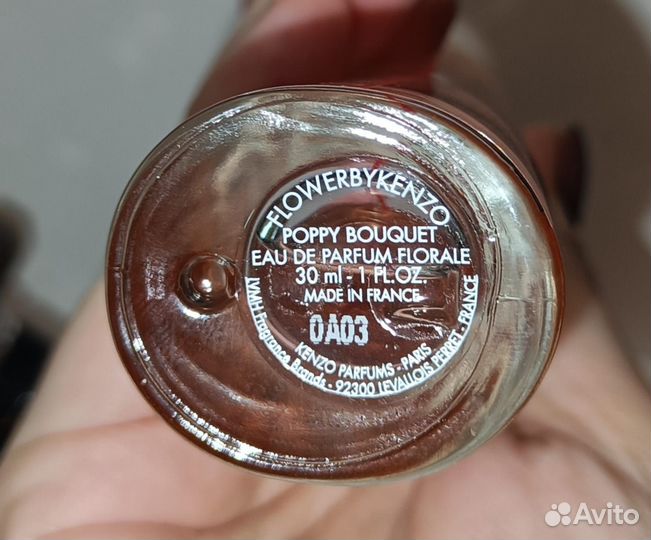 FLOWERBYKENZO
POPPY BOUQUET
EAU DE PARFUM FLORALE
30 ml - 1 FL.OZ.
MADE IN FRANCE
0A03
KENZO PARFUMS - PARIS
LVMH Fragrance Brands - 92300 LEVALLOIS PERRET - FRANCE
Avito